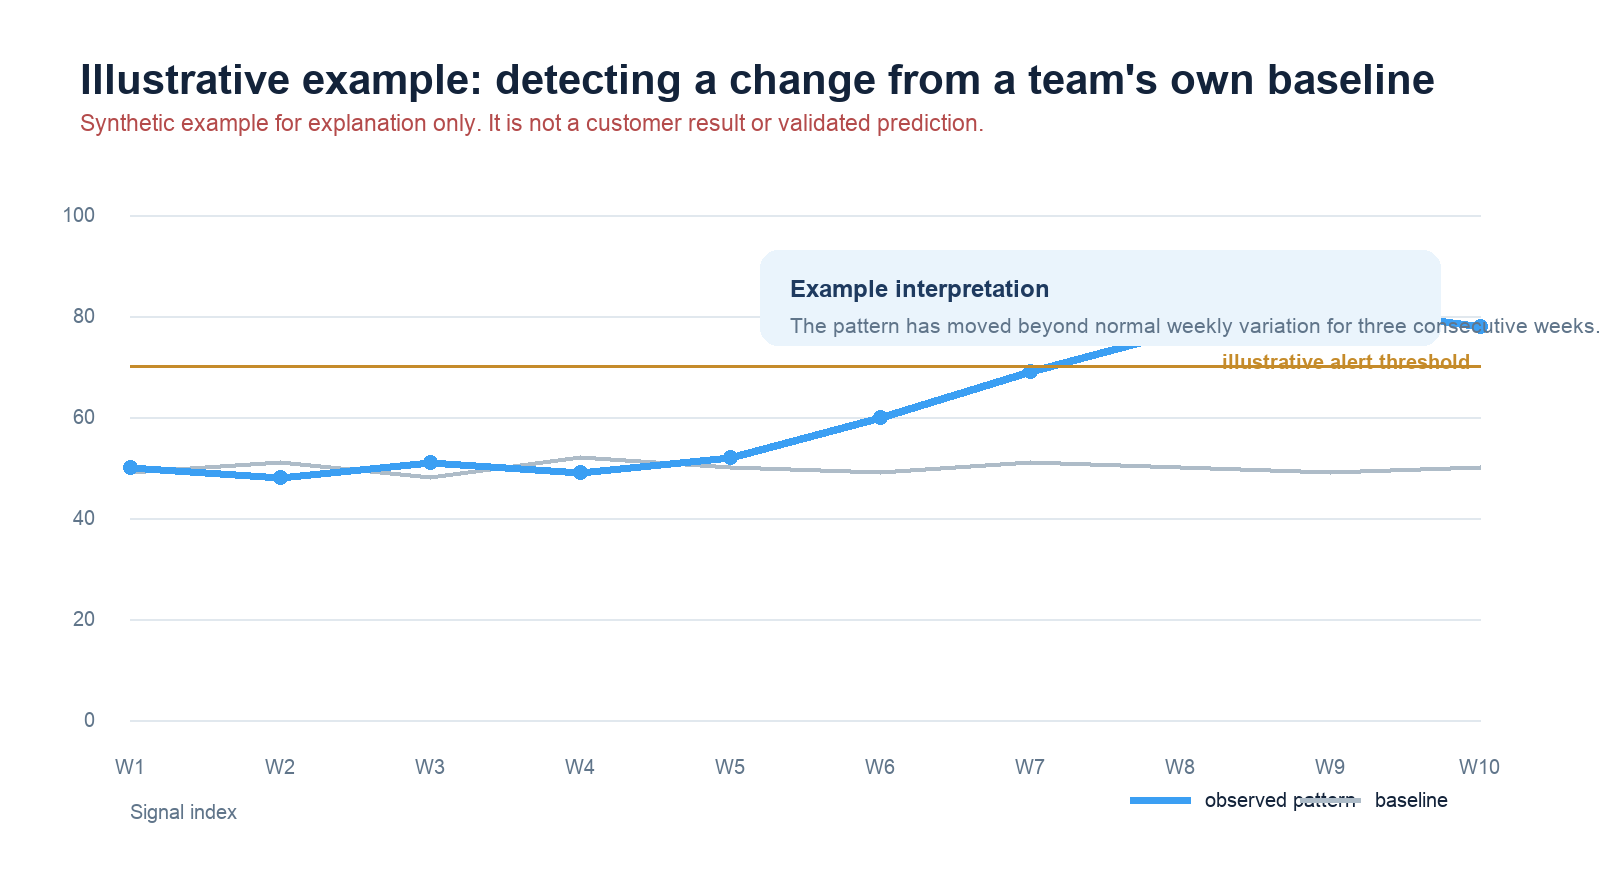 Illustrative example: detecting a change from a team's own baseline
Synthetic example for explanation only. It is not a customer result or validated prediction.
100
Example interpretation
80
The pattern has moved beyond normal weekly variation for three consecutive weeks.
illustrative alert threshold
60
40
20
0
W1 W2 W3 W4 W5 W6 W7 W8 W9 W10
observed pattern baseline
Signal index